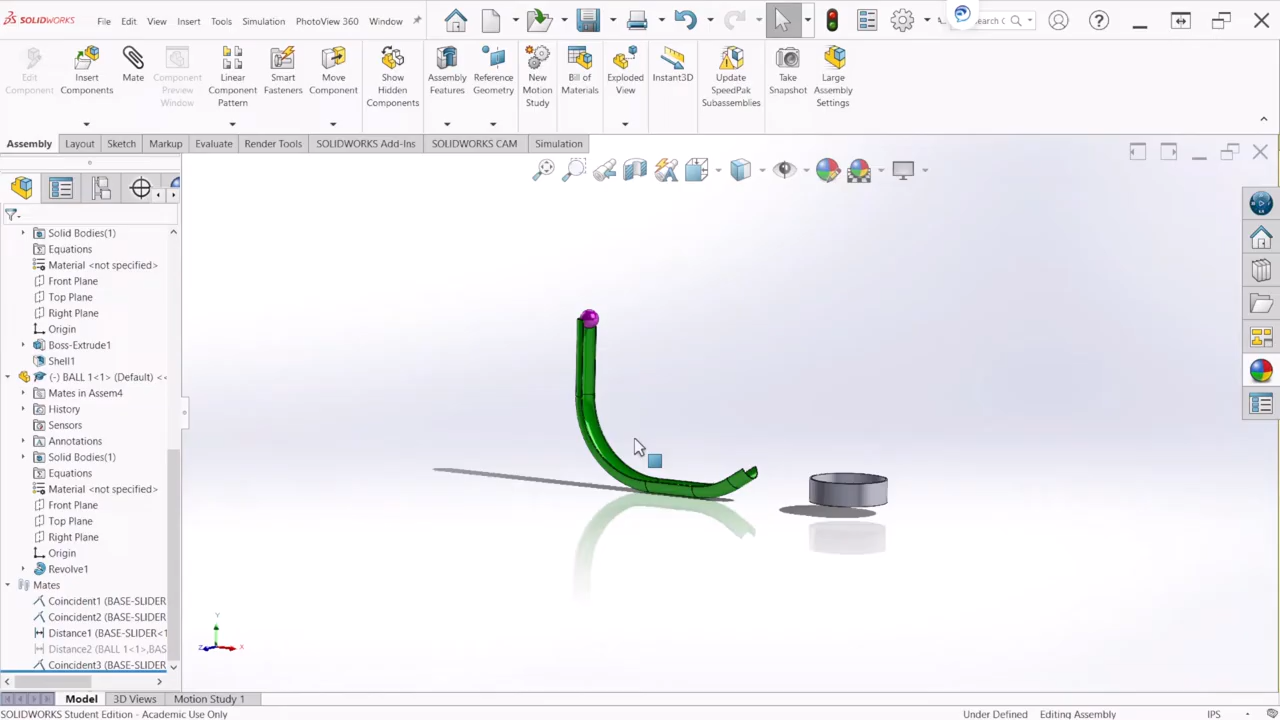 SOLIDWORKS File Edit View Insert Tools Simulation PhotoView 360 Window
Edit Component
Insert Components
Mate
Component Preview Window
Linear Component Pattern
Smart Fasteners
Move Component
Show Hidden Components
Assembly Features
Reference Geometry
New Motion Study
Bill of Materials
Exploded View
Instant3D
Update SpeedPak Subassemblies
Take Snapshot
Large Assembly Settings
Assembly Layout Sketch Markup Evaluate Render Tools SOLIDWORKS Add-Ins SOLIDWORKS CAM Simulation
Solid Bodies(1)
Equations
Material <not specified>
Front Plane
Top Plane
Right Plane
Origin
Boss-Extrude1
Shell1
(-) BALL 1<1> (Default) <<
Mates in Assem4
History
Sensors
Annotations
Solid Bodies(1)
Equations
Material <not specified>
Front Plane
Top Plane
Right Plane
Origin
Revolve1
Mates
Coincident1 (BASE-SLIDER
Coincident2 (BASE-SLIDER
Distance1 (BASE-SLIDER<1
Distance2 (BALL 1<1>,BAS
Coincident3 (BASE-SLIDER
Y
Z X
Model 3D Views Motion Study 1
SOLIDWORKS Student Edition - Academic Use Only Under Defined Editing Assembly IPS